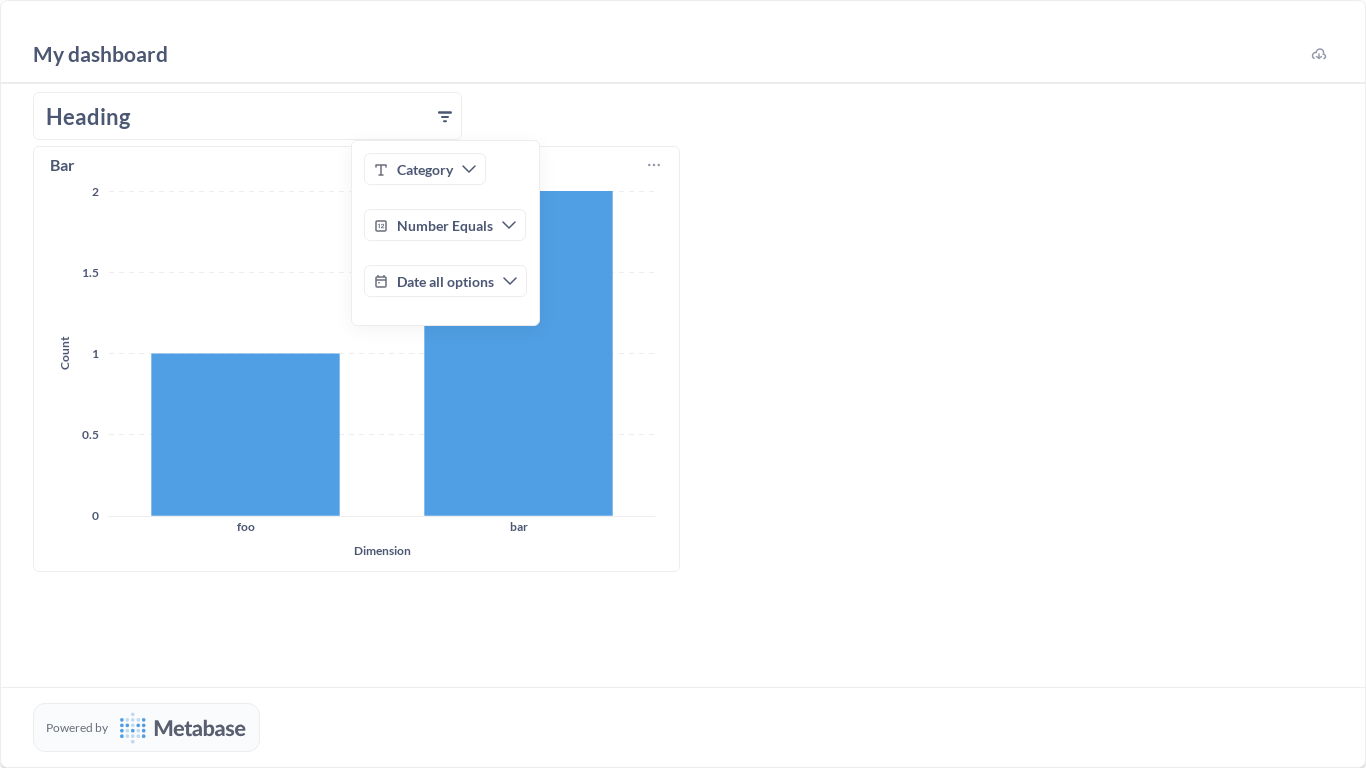 My dashboard
Heading
Bar
Category
Number Equals
Date all options
2
1.5
1
0.5
0
Count
foo
bar
Dimension
Powered by Metabase